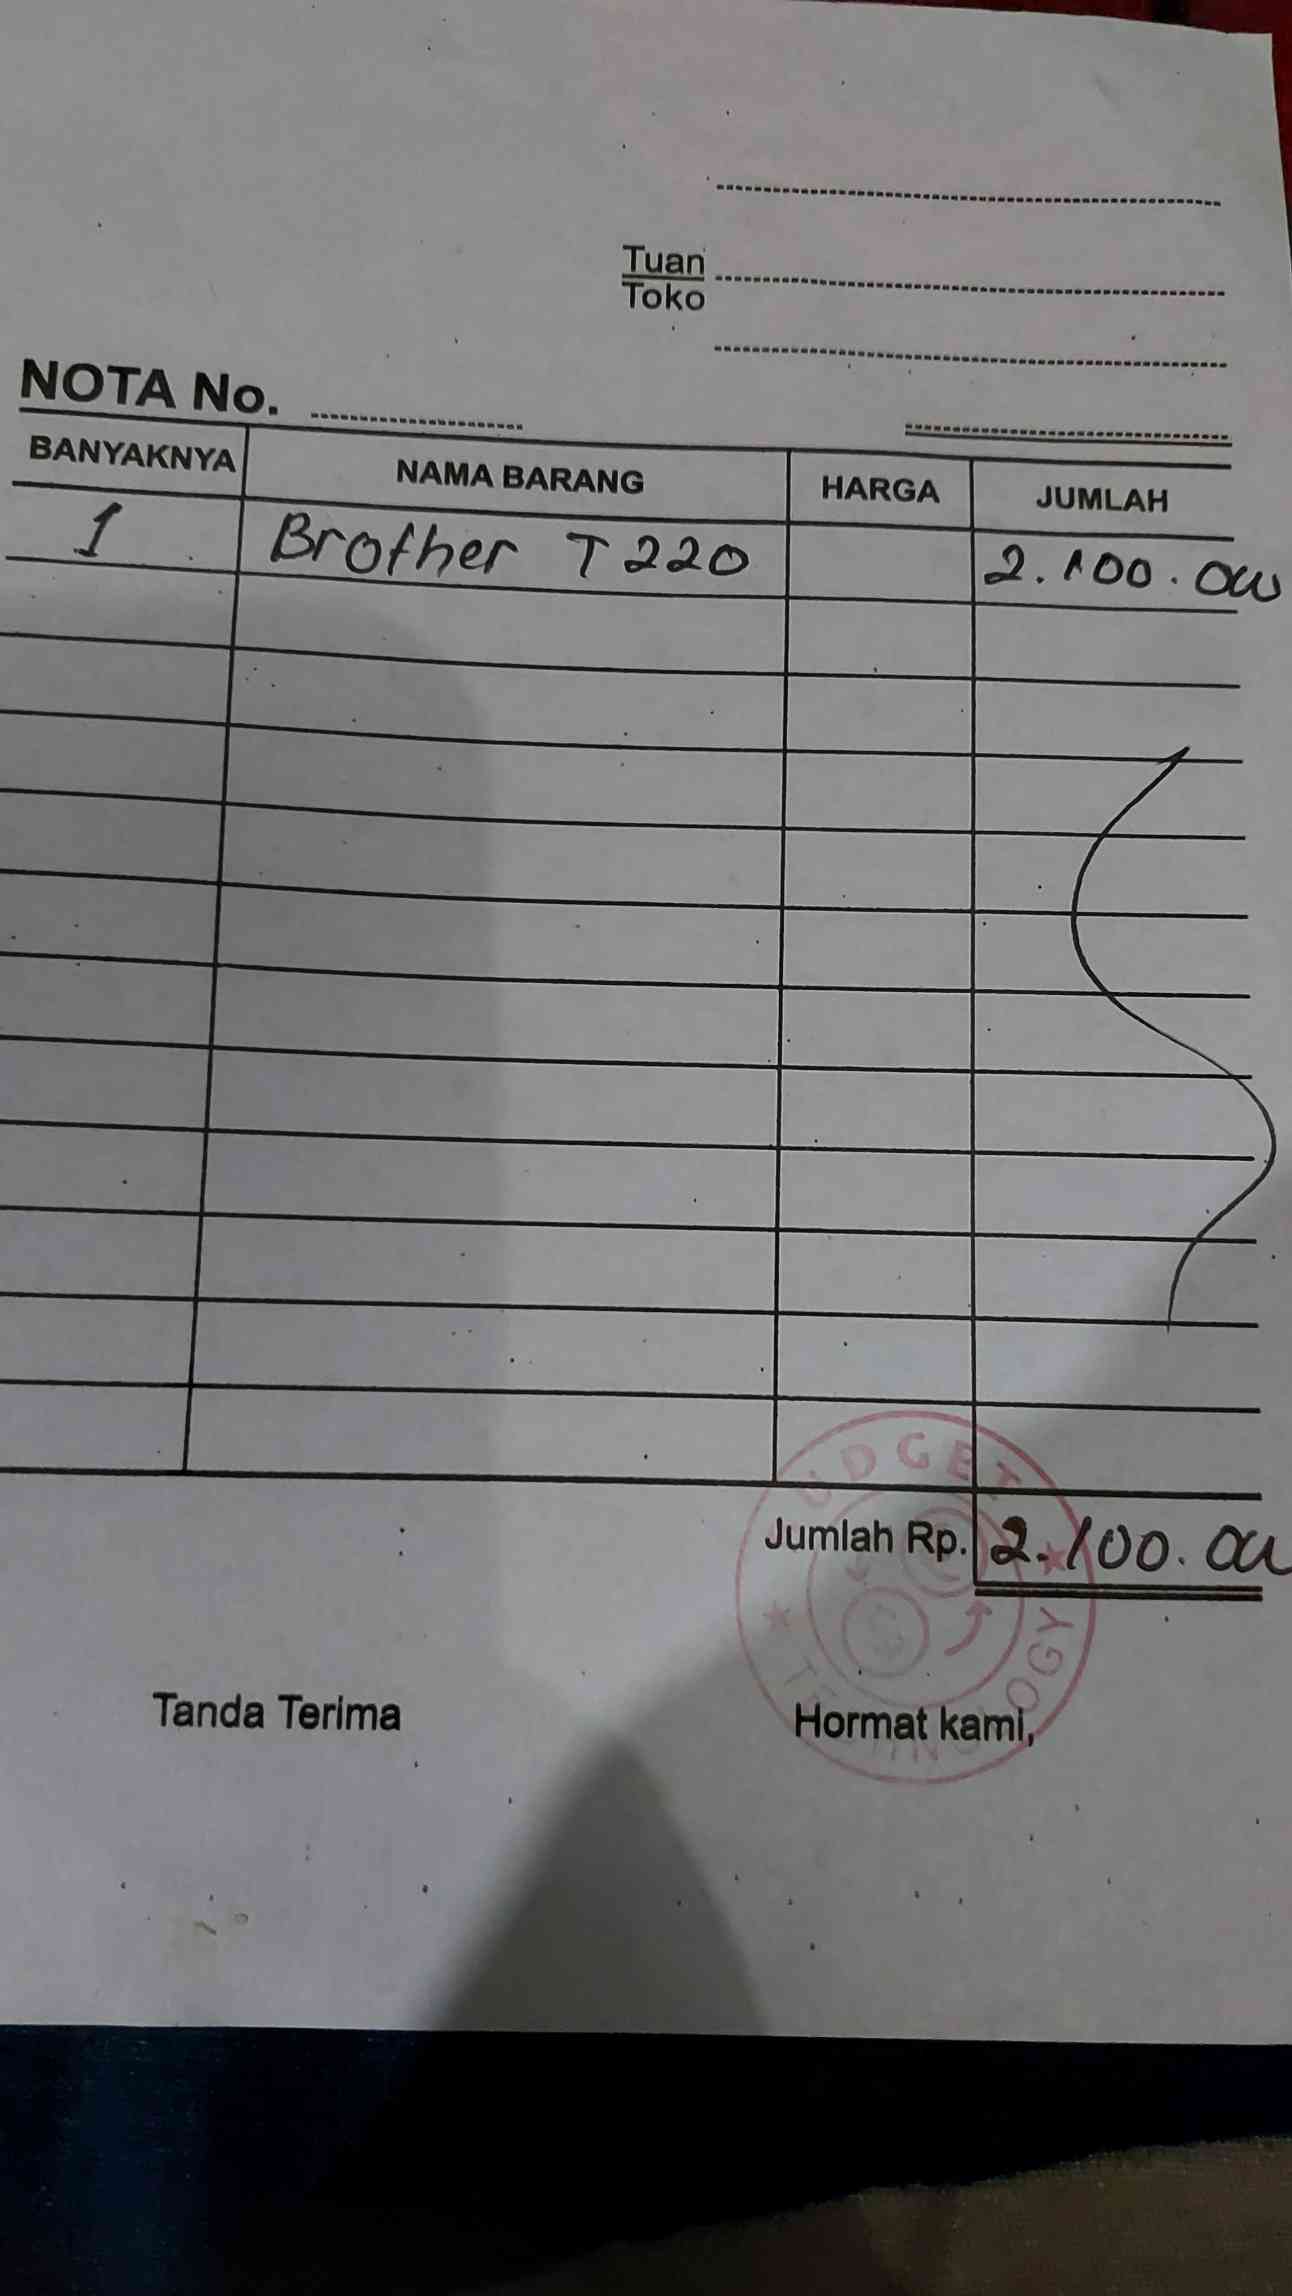 Tuan
Toko
NOTA No.
BANYAKNYA NAMA BARANG HARGA JUMLAH
1 Brother T220 2.100.000
UDGET
Jumlah Rp. 2.100.000
Tanda Terima Hormat kami,